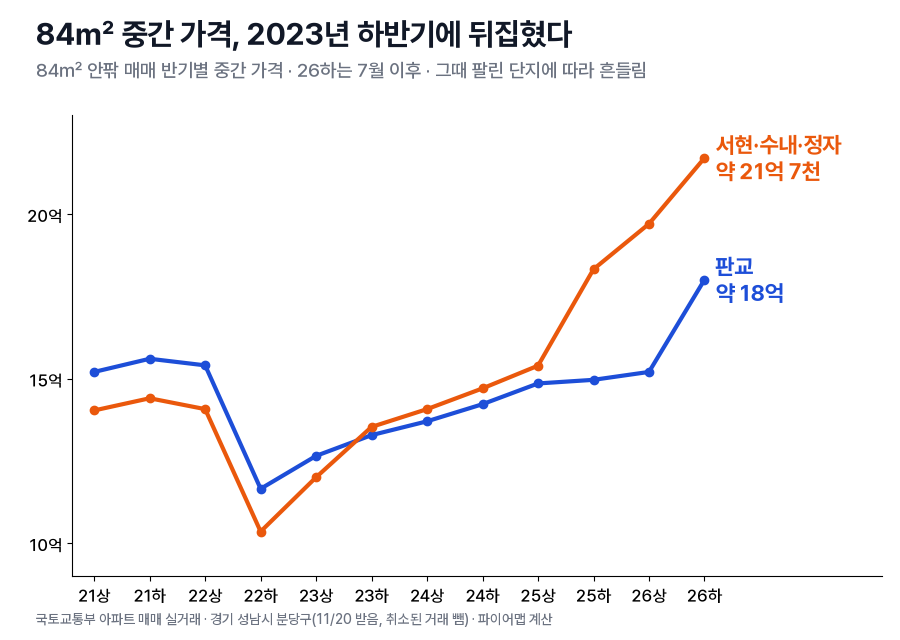 84m² 중간 가격, 2023년 하반기에 뒤집혔다
84m² 안팎 매매 반기별 중간 가격 · 26하는 7월 이후 · 그때 팔린 단지에 따라 흔들림
서현·수내·정자
약 21억 7천
20억
판교
약 18억
15억
10억
21상 21하 22상 22하 23상 23하 24상 24하 25상 25하 26상 26하
국토교통부 아파트 매매 실거래 · 경기 성남시 분당구(11/20 받음, 취소된 거래 뺌) · 파이어맵 계산